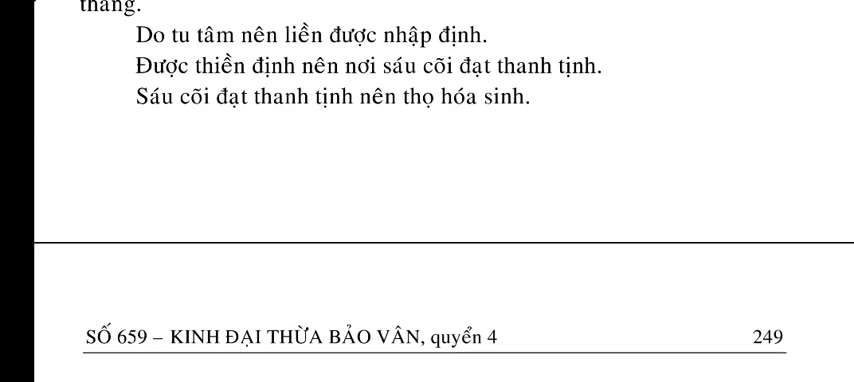 Do tu tâm nên liền được nhập định.
Được thiền định nên nơi sáu cõi đạt thanh tịnh.
Sáu cõi đạt thanh tịnh nên thọ hóa sinh.
SỐ 659 – KINH ĐẠI THỪA BẢO VÂN, quyển 4 249